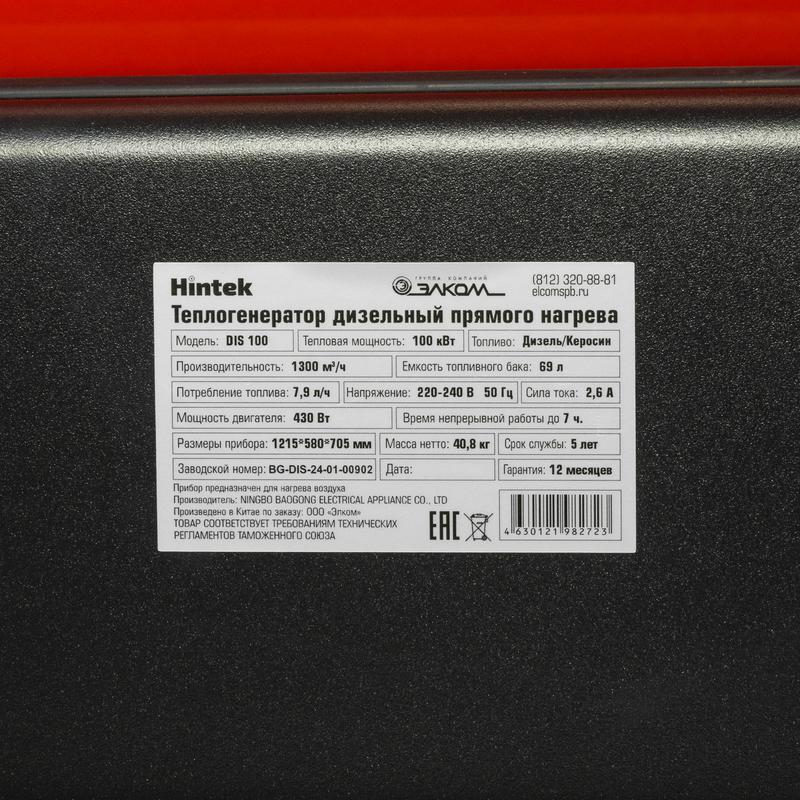 Hintek
ГРУППА КОМПАНИЙ
ЭЛКОМ
(812) 320-88-81
elcomspb.ru
Теплогенератор дизельный прямого нагрева
Модель: DIS 100 Тепловая мощность: 100 кВт Топливо: Дизель/Керосин
Производительность: 1300 м³/ч Емкость топливного бака: 69 л
Потребление топлива: 7,9 л/ч Напряжение: 220-240 В 50 Гц Сила тока: 2,6 А
Мощность двигателя: 430 Вт Время непрерывной работы до 7 ч.
Размеры прибора: 1215*580*705 мм Масса нетто: 40,8 кг Срок службы: 5 лет
Заводской номер: BG-DIS-24-01-00902 Дата: Гарантия: 12 месяцев
Прибор предназначен для нагрева воздуха
Производитель: NINGBO BAOGONG ELECTRICAL APPLIANCE CO., LTD
Произведено в Китае по заказу: ООО «Элком»
ТОВАР СООТВЕТСТВУЕТ ТРЕБОВАНИЯМ ТЕХНИЧЕСКИХ
РЕГЛАМЕНТОВ ТАМОЖЕННОГО СОЮЗА
EAC
4 630121 982723